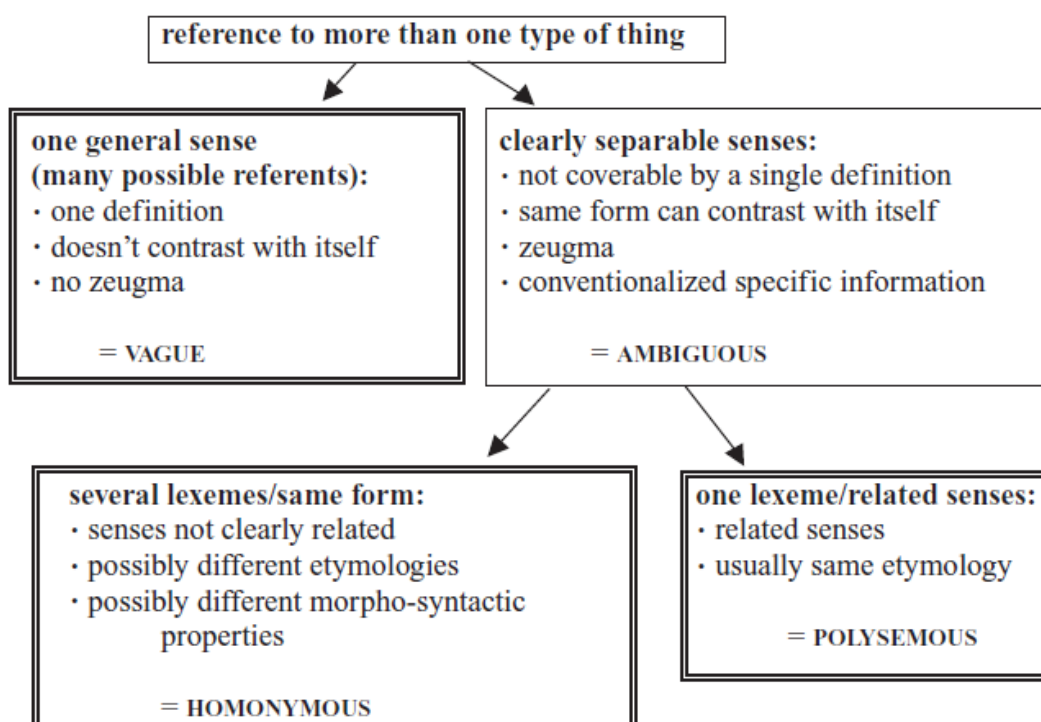 reference to more than one type of thing
one general sense
(many possible referents):
· one definition
· doesn't contrast with itself
· no zeugma
= VAGUE
clearly separable senses:
· not coverable by a single definition
· same form can contrast with itself
· zeugma
· conventionalized specific information
= AMBIGUOUS
several lexemes/same form:
· senses not clearly related
· possibly different etymologies
· possibly different morpho-syntactic
properties
= HOMONYMOUS
one lexeme/related senses:
· related senses
· usually same etymology
= POLYSEMOUS